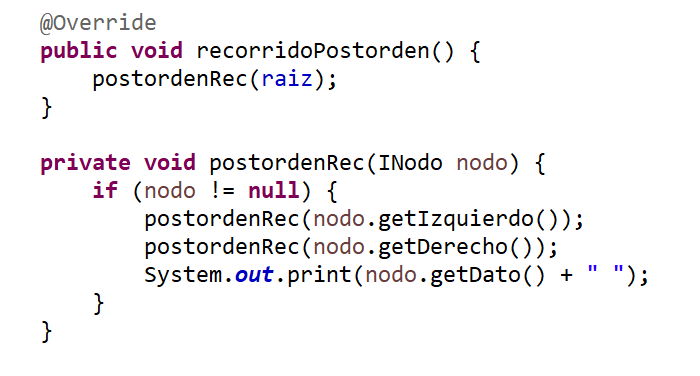 @Override
public void recorridoPostorden() {
    postordenRec(raiz);
}

private void postordenRec(INodo nodo) {
    if (nodo != null) {
        postordenRec(nodo.getIzquierdo());
        postordenRec(nodo.getDerecho());
        System.out.print(nodo.getDato() + " ");
    }
}